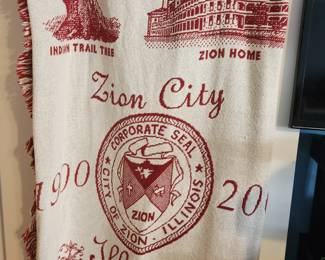 INDIAN TRAIL TREE
ZION HOME
Zion City
CORPORATE SEAL
CITY OF ZION, ILLINOIS
ZION